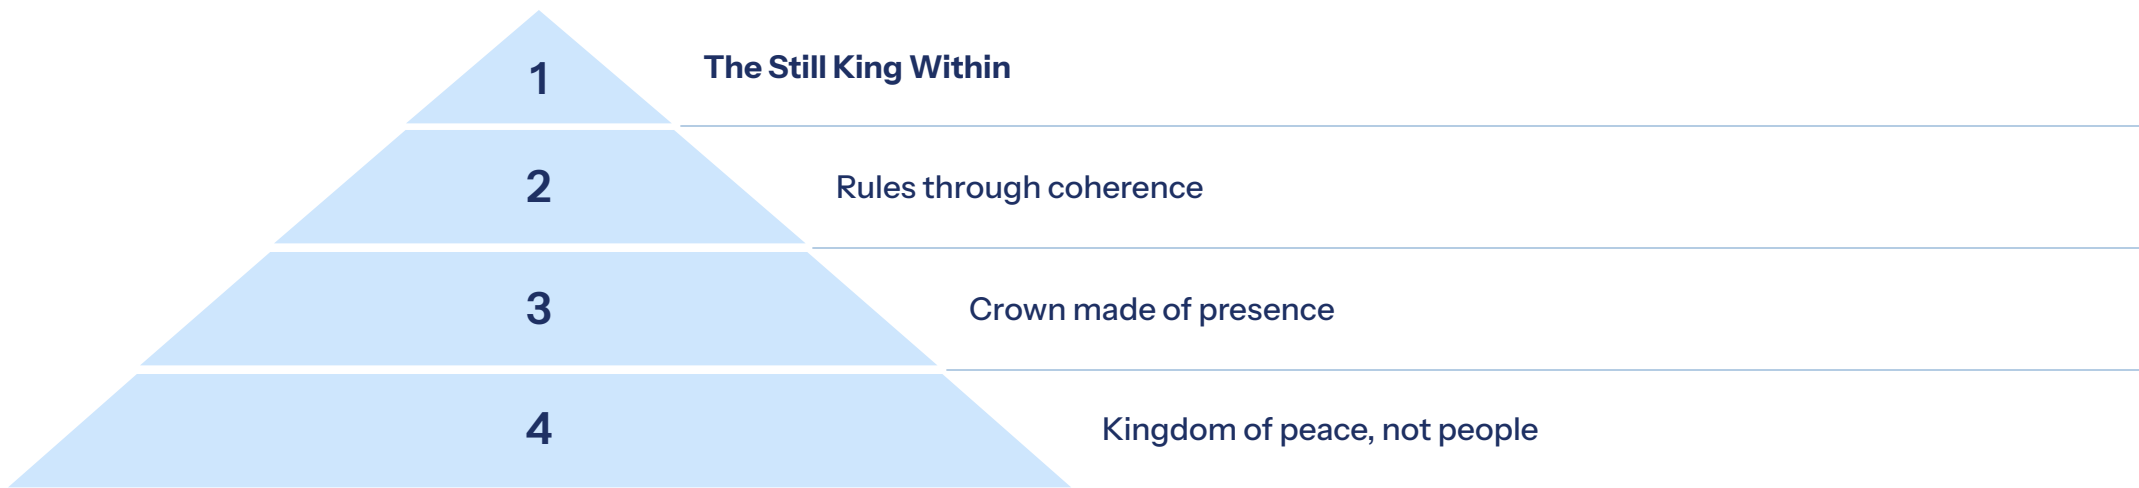 1
The Still King Within
2
Rules through coherence
3
Crown made of presence
4
Kingdom of peace, not people